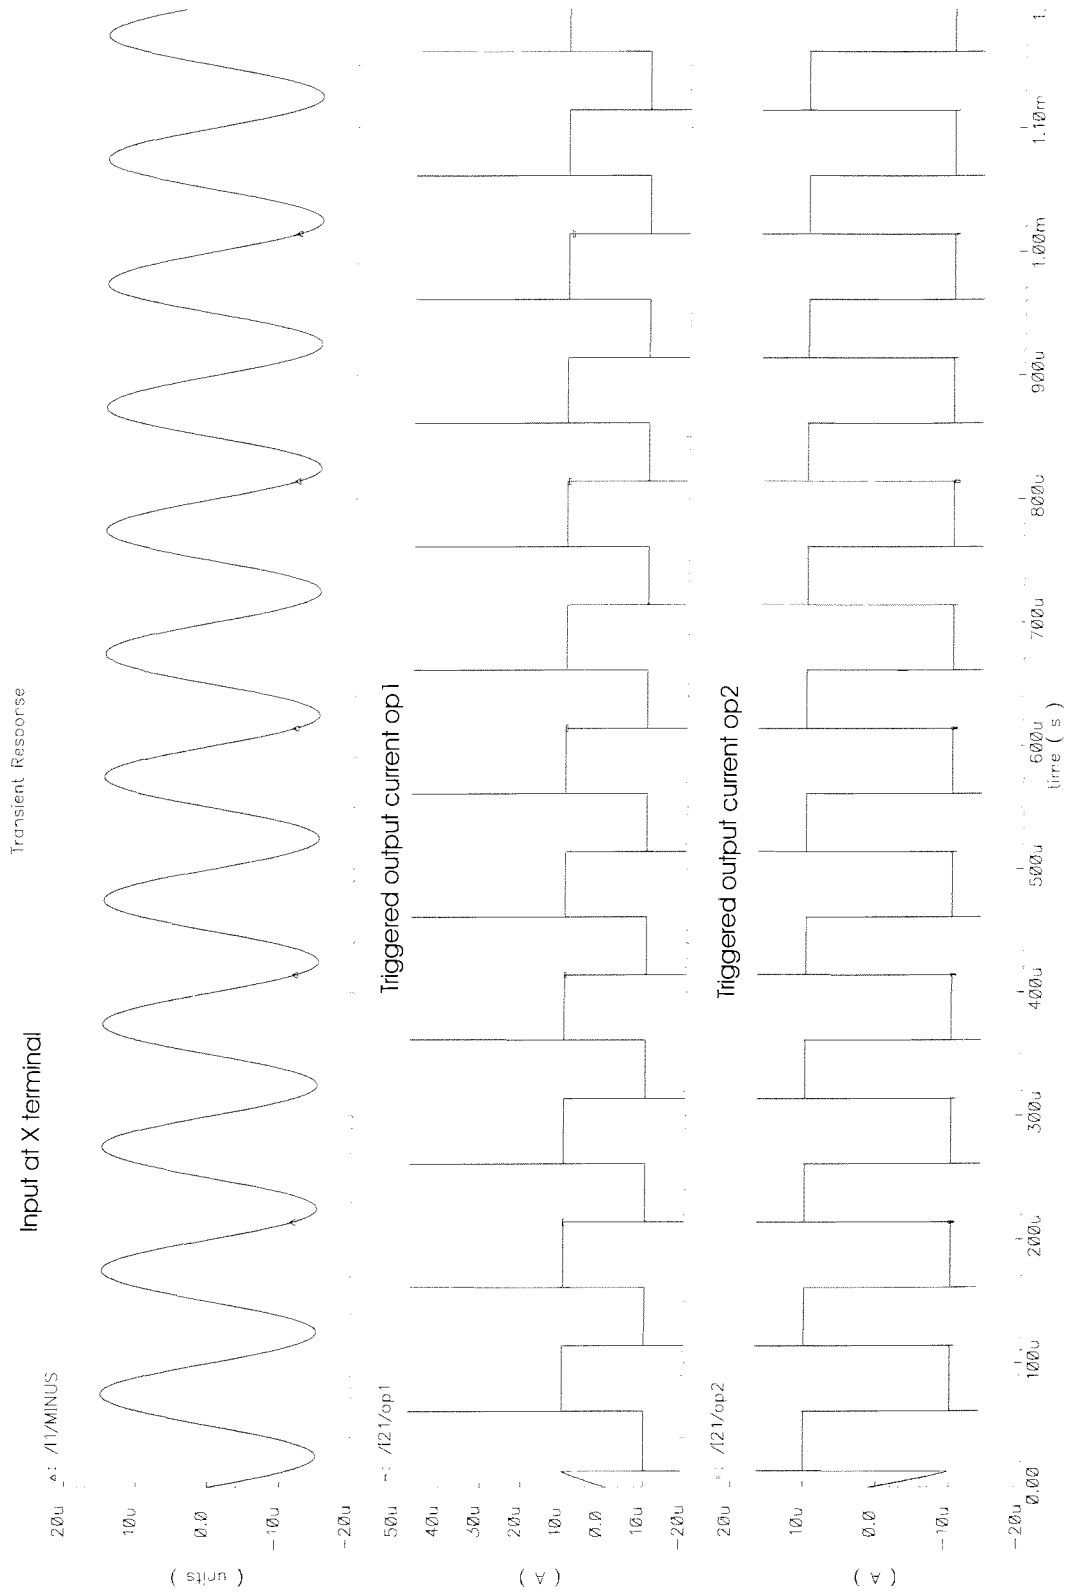 Transient Response
Input at X terminal
/I1/MINUS
20u
10u
0.0
-10u
-20u
( units )
Triggered output current op1
/I21/op1
50u
40u
30u
20u
10u
0.0
-10u
-20u
( A )
Triggered output current op2
/I21/op2
20u
10u
0.0
-10u
-20u
( A )
0.00
100u
200u
300u
400u
500u
600u
700u
800u
900u
1.00m
1.10m
1.
time ( s )